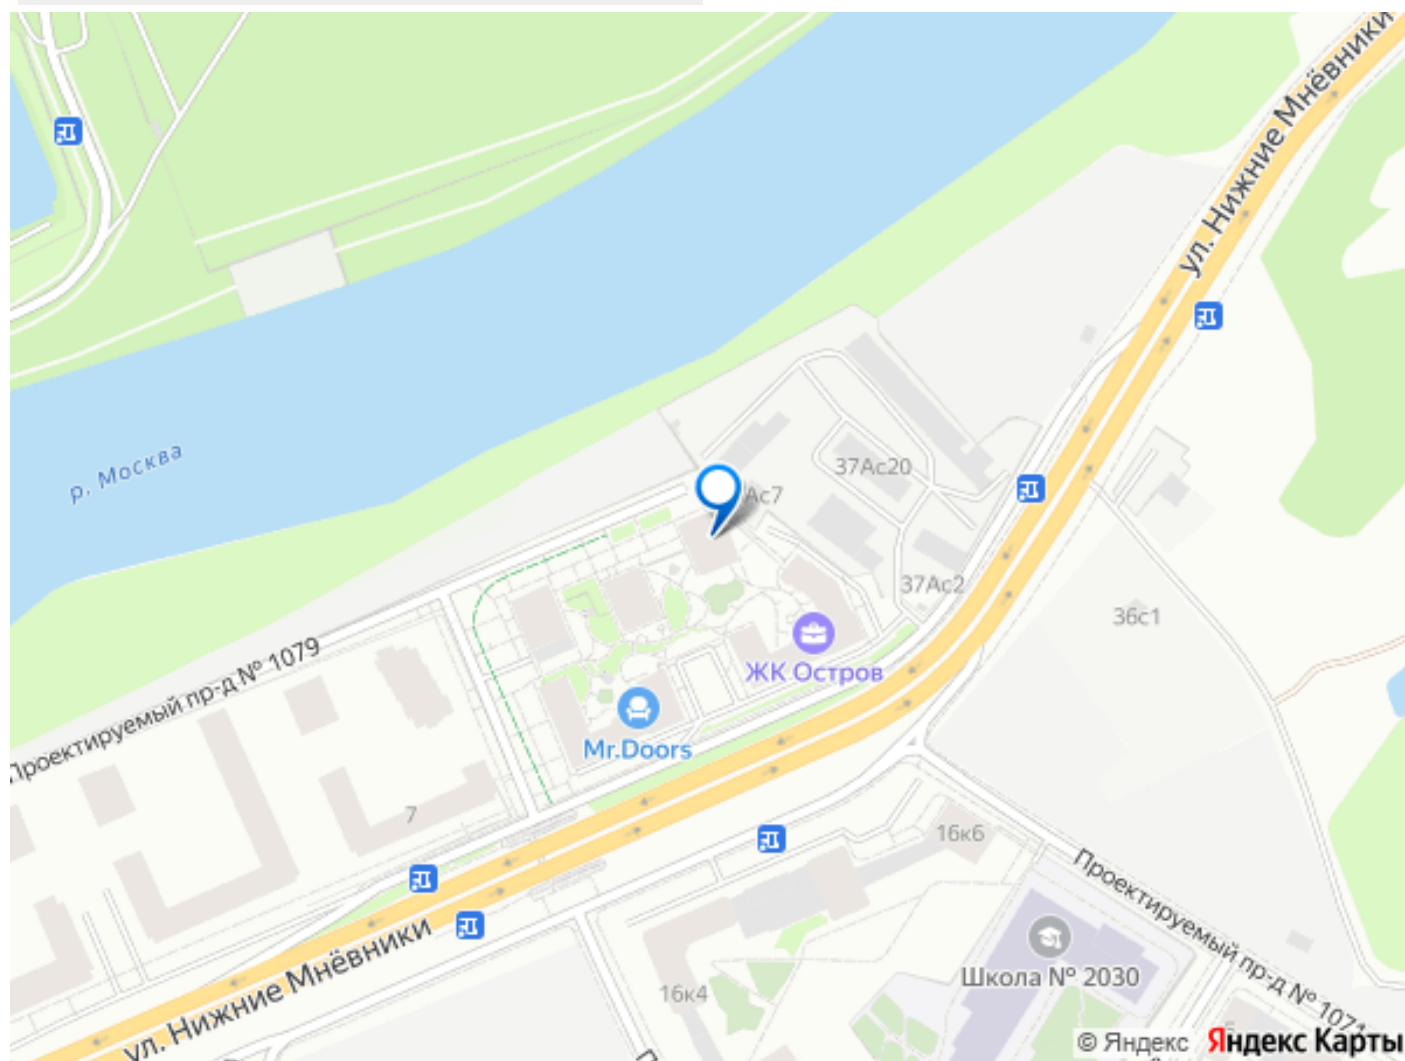 ул. Нижние Мнёвники
р. Москва
37Ас20
Ас7
37Ас2
36с1
Проектируемый пр-д № 1079
ЖК Остров
Mr.Doors
7
16к6
Проектируемый пр-д № 1071
ул. Нижние Мнёвники
Школа № 2030
16к4
© Яндекс Яндекс Карты